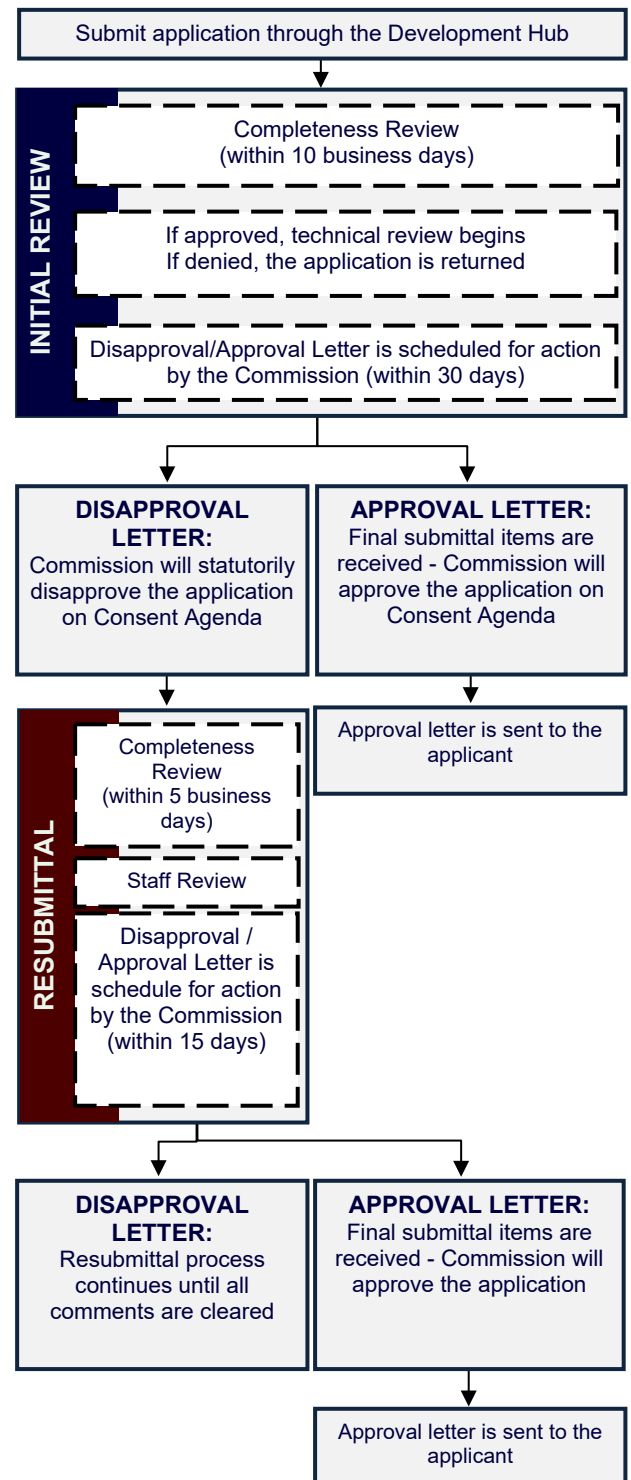 Submit application through the Development Hub
INITIAL REVIEW
Completeness Review
(within 10 business days)
If approved, technical review begins
If denied, the application is returned
Disapproval/Approval Letter is scheduled for action
by the Commission (within 30 days)
DISAPPROVAL
LETTER:
Commission will statutorily
disapprove the application
on Consent Agenda
APPROVAL LETTER:
Final submittal items are
received - Commission will
approve the application on
Consent Agenda
Approval letter is sent to the
applicant
RESUBMITTAL
Completeness
Review
(within 5 business
days)
Staff Review
Disapproval /
Approval Letter is
schedule for action
by the Commission
(within 15 days)
DISAPPROVAL
LETTER:
Resubmittal process
continues until all
comments are cleared
APPROVAL LETTER:
Final submittal items are
received - Commission will
approve the application
Approval letter is sent to the
applicant